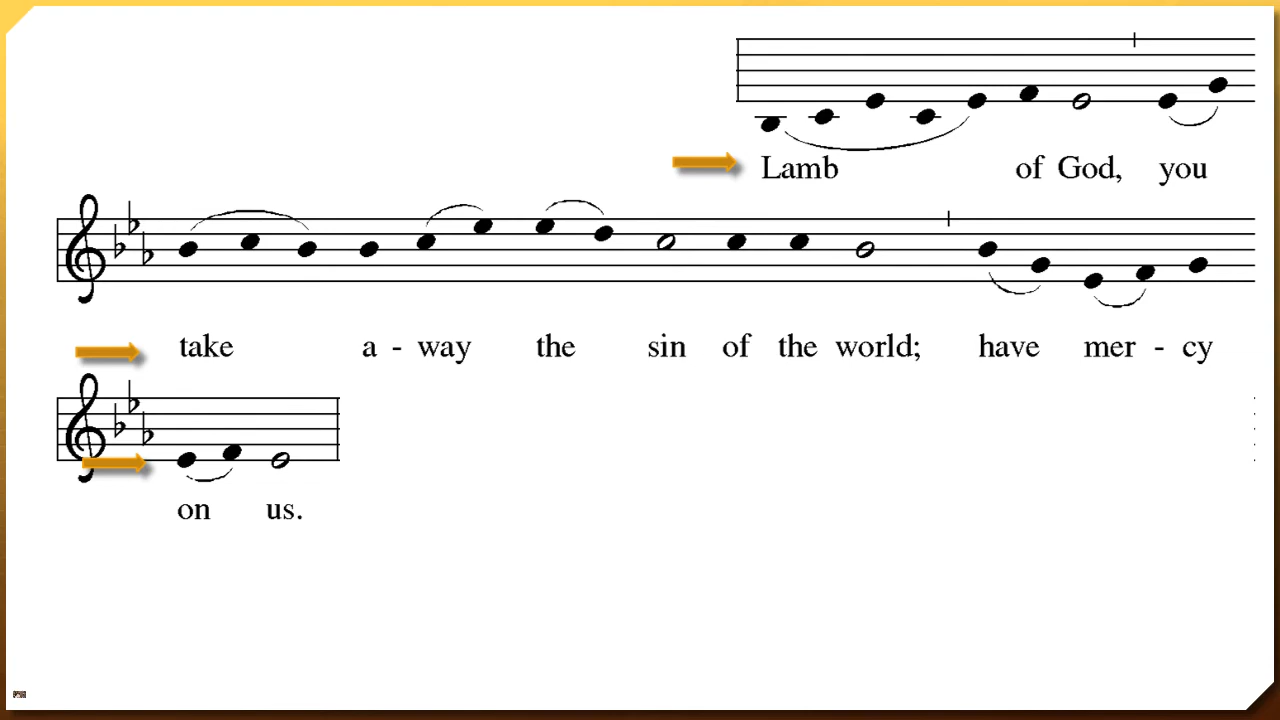 Lamb of God, you
take a - way the sin of the world; have mer - cy
on us.